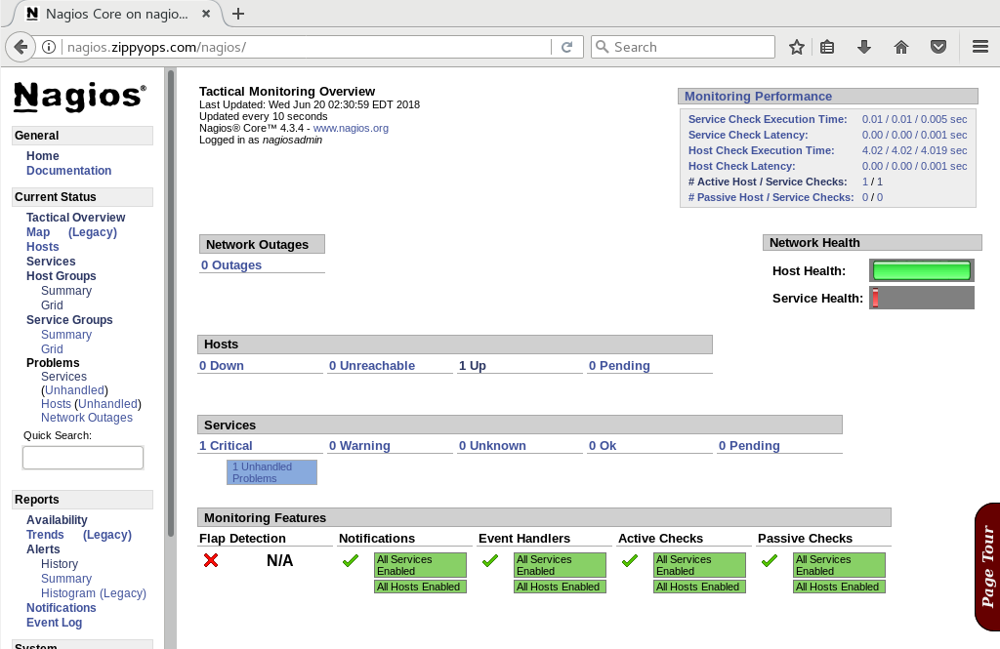 Nagios Core on nagio...
nagios.zippyops.com/nagios/
Search
Nagios®
General
Home
Documentation
Current Status
Tactical Overview
Map (Legacy)
Hosts
Services
Host Groups
Summary
Grid
Service Groups
Summary
Grid
Problems
Services
(Unhandled)
Hosts (Unhandled)
Network Outages
Quick Search:
Reports
Availability
Trends (Legacy)
Alerts
History
Summary
Histogram (Legacy)
Notifications
Event Log
System
Tactical Monitoring Overview
Last Updated: Wed Jun 20 02:30:59 EDT 2018
Updated every 10 seconds
Nagios® Core™ 4.3.4 - www.nagios.org
Logged in as nagiosadmin
Monitoring Performance
Service Check Execution Time: 0.01 / 0.01 / 0.005 sec
Service Check Latency: 0.00 / 0.00 / 0.001 sec
Host Check Execution Time: 4.02 / 4.02 / 4.019 sec
Host Check Latency: 0.00 / 0.00 / 0.001 sec
# Active Host / Service Checks: 1 / 1
# Passive Host / Service Checks: 0 / 0
Network Outages
0 Outages
Network Health
Host Health:
Service Health:
Hosts
0 Down 0 Unreachable 1 Up 0 Pending
Services
1 Critical 0 Warning 0 Unknown 0 Ok 0 Pending
1 Unhandled
Problems
Monitoring Features
Flap Detection Notifications Event Handlers Active Checks Passive Checks
N/A
All Services
Enabled
All Hosts Enabled
All Services
Enabled
All Hosts Enabled
All Services
Enabled
All Hosts Enabled
All Services
Enabled
All Hosts Enabled
Page Tour